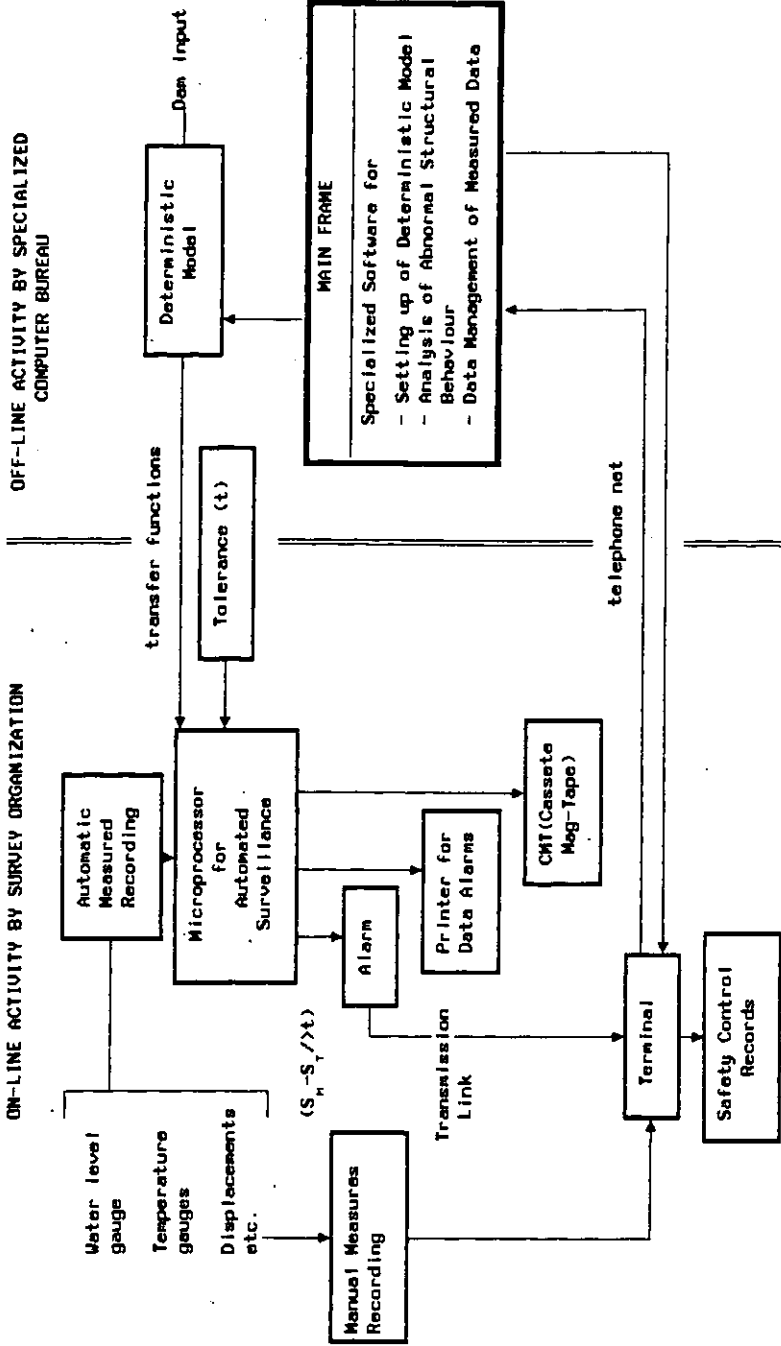 ON-LINE ACTIVITY BY SURVEY ORGANIZATION
OFF-LINE ACTIVITY BY SPECIALIZED
COMPUTER BUREAU
Water level
gauge
Temperature
gauges
Displacements
etc.
Automatic
Measured
Recording
transfer functions
Deterministic
Model
Dam input
Microprocessor
for
Automated
Surveillance
Tolerance (t)
(S_M-S_T/>t)
Manual Measures
Recording
Alarm
Printer for
Data Alarms
CMT(Cassete
Mag-Tape)
Transmission
Link
MAIN FRAME
Specialized Software for
- Setting up of Deterministic Model
- Analysis of Abnormal Structural
Behaviour
- Data Management of Measured Data
telephone net
Terminal
Safety Control
Records